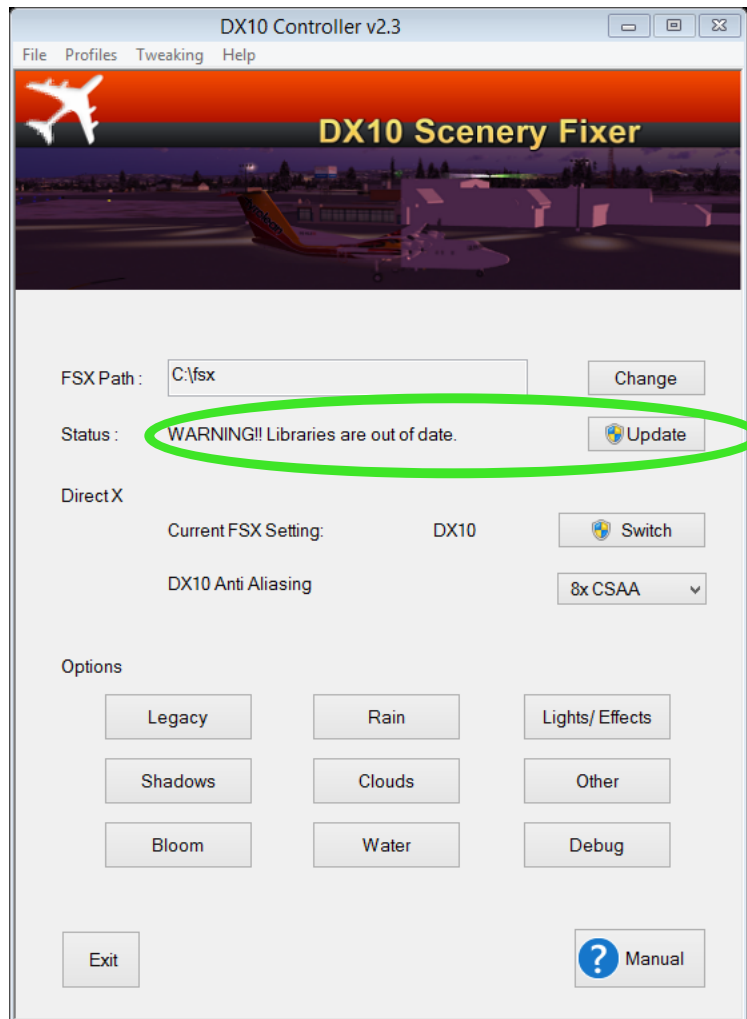 DX10 Controller v2.3
File Profiles Tweaking Help
DX10 Scenery Fixer
FSX Path : C:\fsx Change
Status : WARNING!! Libraries are out of date. Update
Direct X
Current FSX Setting: DX10 Switch
DX10 Anti Aliasing 8x CSAA
Options
Legacy Rain Lights/ Effects
Shadows Clouds Other
Bloom Water Debug
Exit ? Manual